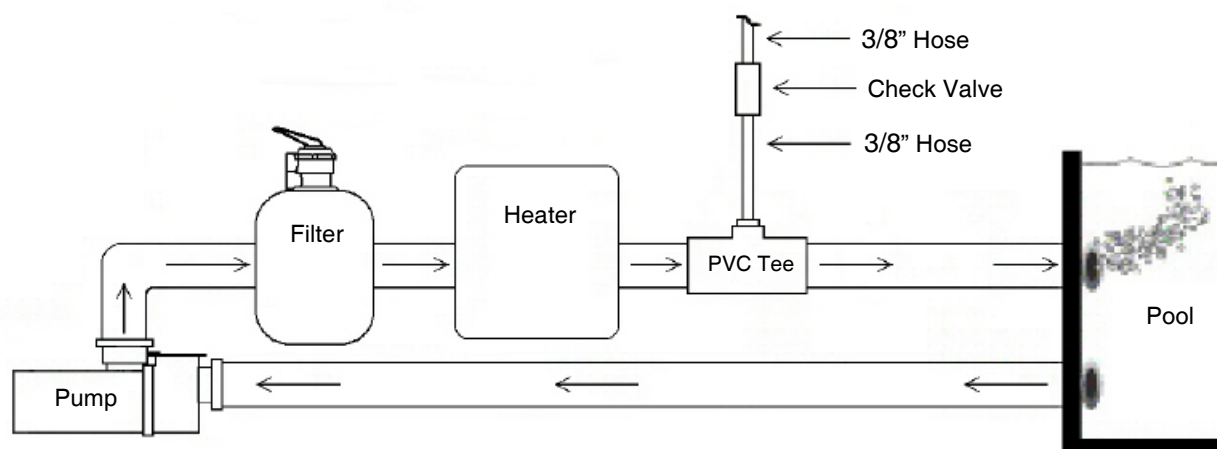 3/8” Hose
Check Valve
3/8” Hose
Heater
Filter
PVC Tee
Pool
Pump